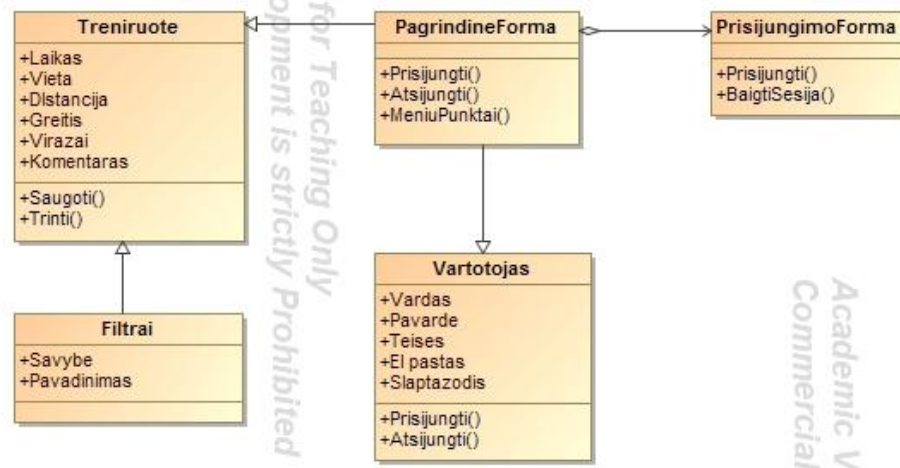 Treniruote
+Laikas
+Vieta
+DIstancija
+Greitis
+Virazai
+Komentaras
+Saugoti()
+Trinti()
PagrindineForma
+Prisijungti()
+Atsijungti()
+MeniuPunktai()
PrisijungimoForma
+Prisijungti()
+BaigtiSesija()
Filtrai
+Savybe
+Pavadinimas
Vartotojas
+Vardas
+Pavarde
+Teises
+El pastas
+Slaptazodis
+Prisijungti()
+Atsijungti()
for Teaching Only
opment is strictly Prohibited
Academic V
Commercial